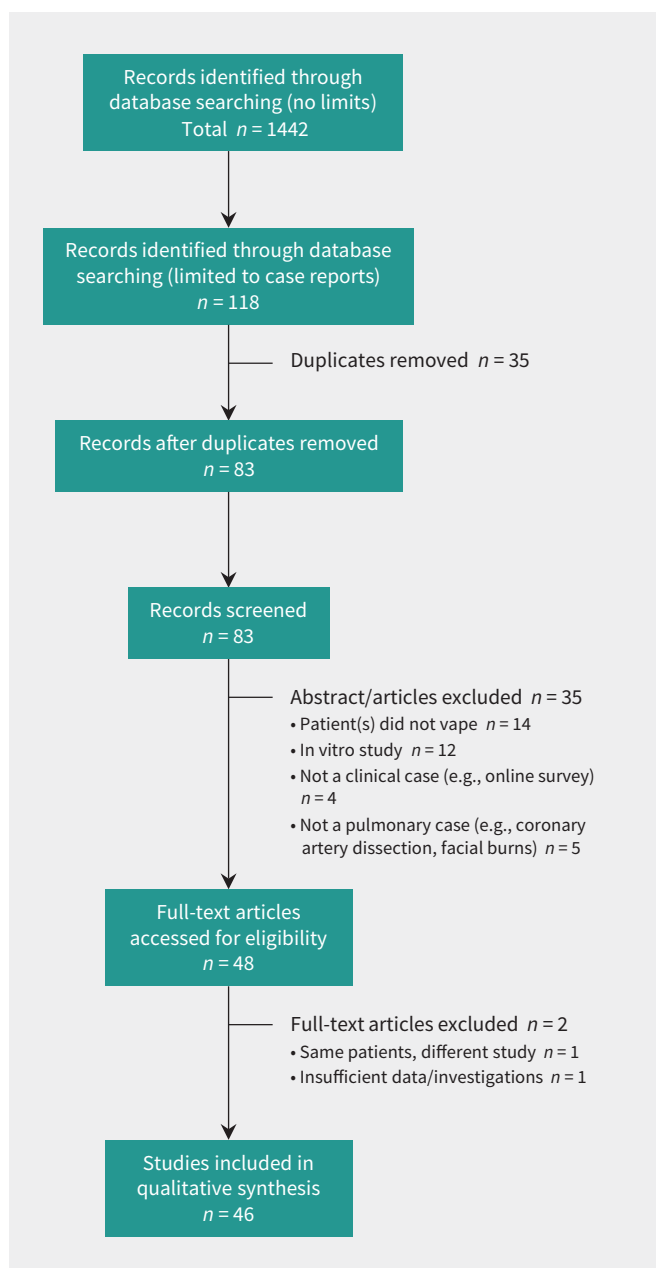 Records identified through
database searching (no limits)
Total n = 1442
Records identified through database
searching (limited to case reports)
n = 118
Duplicates removed n = 35
Records after duplicates removed
n = 83
Records screened
n = 83
Abstract/articles excluded n = 35
• Patient(s) did not vape n = 14
• In vitro study n = 12
• Not a clinical case (e.g., online survey)
n = 4
• Not a pulmonary case (e.g., coronary
artery dissection, facial burns) n = 5
Full-text articles
accessed for eligibility
n = 48
Full-text articles excluded n = 2
• Same patients, different study n = 1
• Insufficient data/investigations n = 1
Studies included in
qualitative synthesis
n = 46